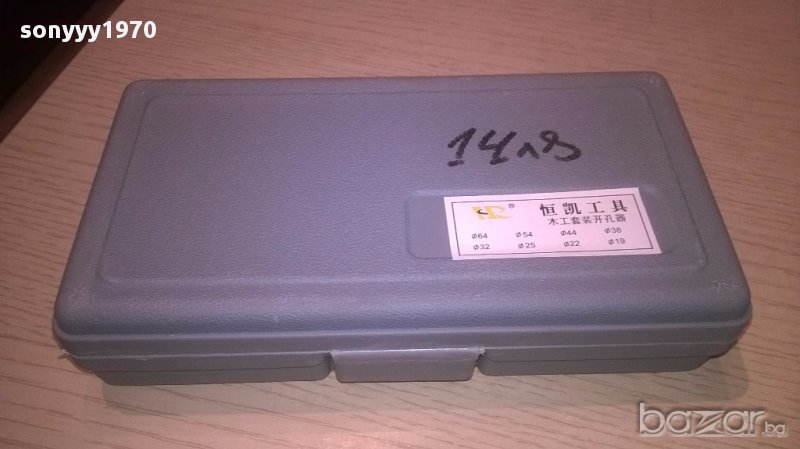 sonyyy1970
14лв
®
恒凯工具
木工套装开孔器
ø64 ø54 ø44 ø38
ø32 ø25 ø22 ø19
bazar.bg